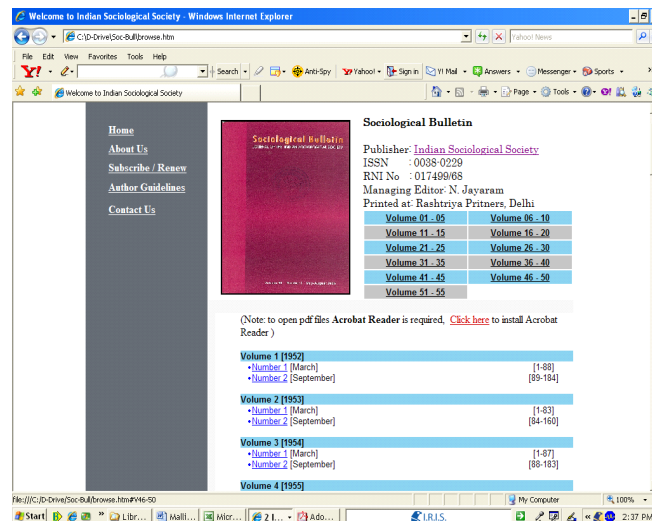 Welcome to Indian Sociological Society - Windows Internet Explorer
C:\D-Drive\Soc-Bull\browse.htm
Yahoo! News
File Edit View Favorites Tools Help
Y! Search Anti-Spy Yahoo! Sign in Y! Mail Answers Messenger Sports
Welcome to Indian Sociological Society
Page Tools
Home
About Us
Subscribe / Renew
Author Guidelines
Contact Us
Sociological Bulletin
Sociological Bulletin
Publisher: Indian Sociological Society
ISSN : 0038-0229
RNI No : 017499/68
Managing Editor: N. Jayaram
Printed at: Rashtriya Pritners, Delhi
Volume 01 - 05 Volume 06 - 10
Volume 11 - 15 Volume 16 - 20
Volume 21 - 25 Volume 26 - 30
Volume 31 - 35 Volume 36 - 40
Volume 41 - 45 Volume 46 - 50
Volume 51 - 55
(Note: to open pdf files Acrobat Reader is required, Click here to install Acrobat
Reader )
Volume 1 [1952]
•Number 1 [March] [1-88]
•Number 2 [September] [89-184]
Volume 2 [1953]
•Number 1 [March] [1-83]
•Number 2 [September] [84-160]
Volume 3 [1954]
•Number 1 [March] [1-87]
•Number 2 [September] [88-183]
Volume 4 [1955]
file:///C:/D-Drive/Soc-Bull/browse.htm#V46-50 My Computer 100%
Start Libr... Malli... Micr... 2 I... Ado... I.R.I.S. 2:37 PM